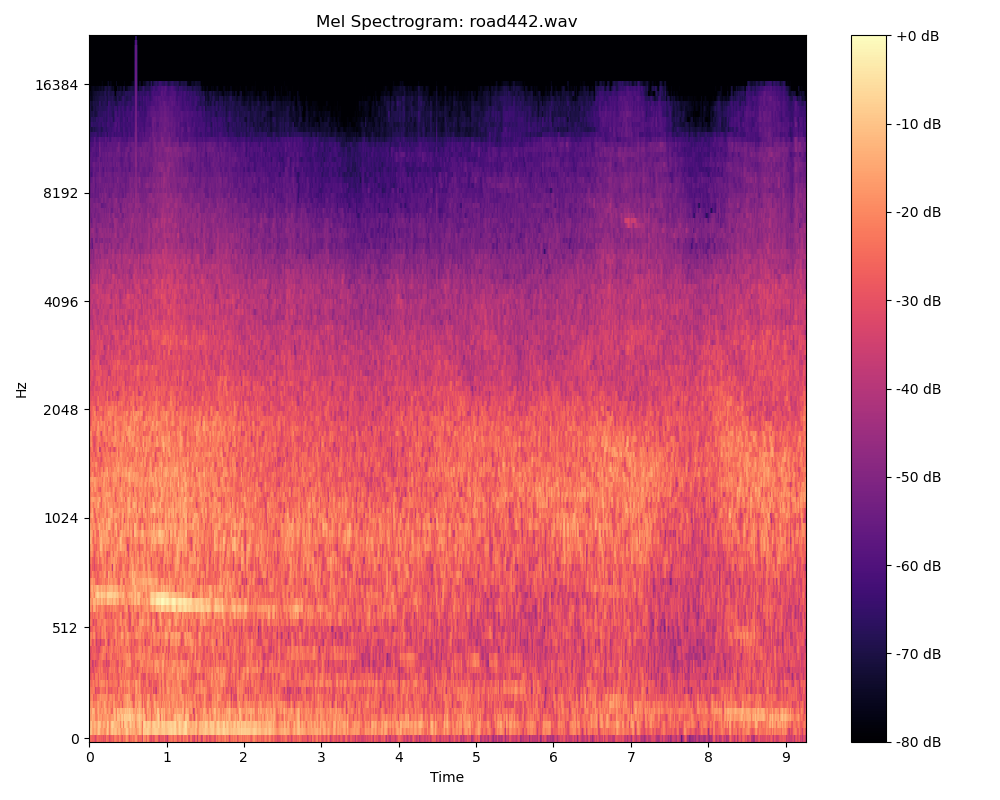 Mel Spectrogram: road442.wav
+0 dB
16384
-10 dB
8192
-20 dB
4096
-30 dB
Hz
2048
-40 dB
-50 dB
1024
-60 dB
512
-70 dB
0
-80 dB
0 1 2 3 4 5 6 7 8 9
Time